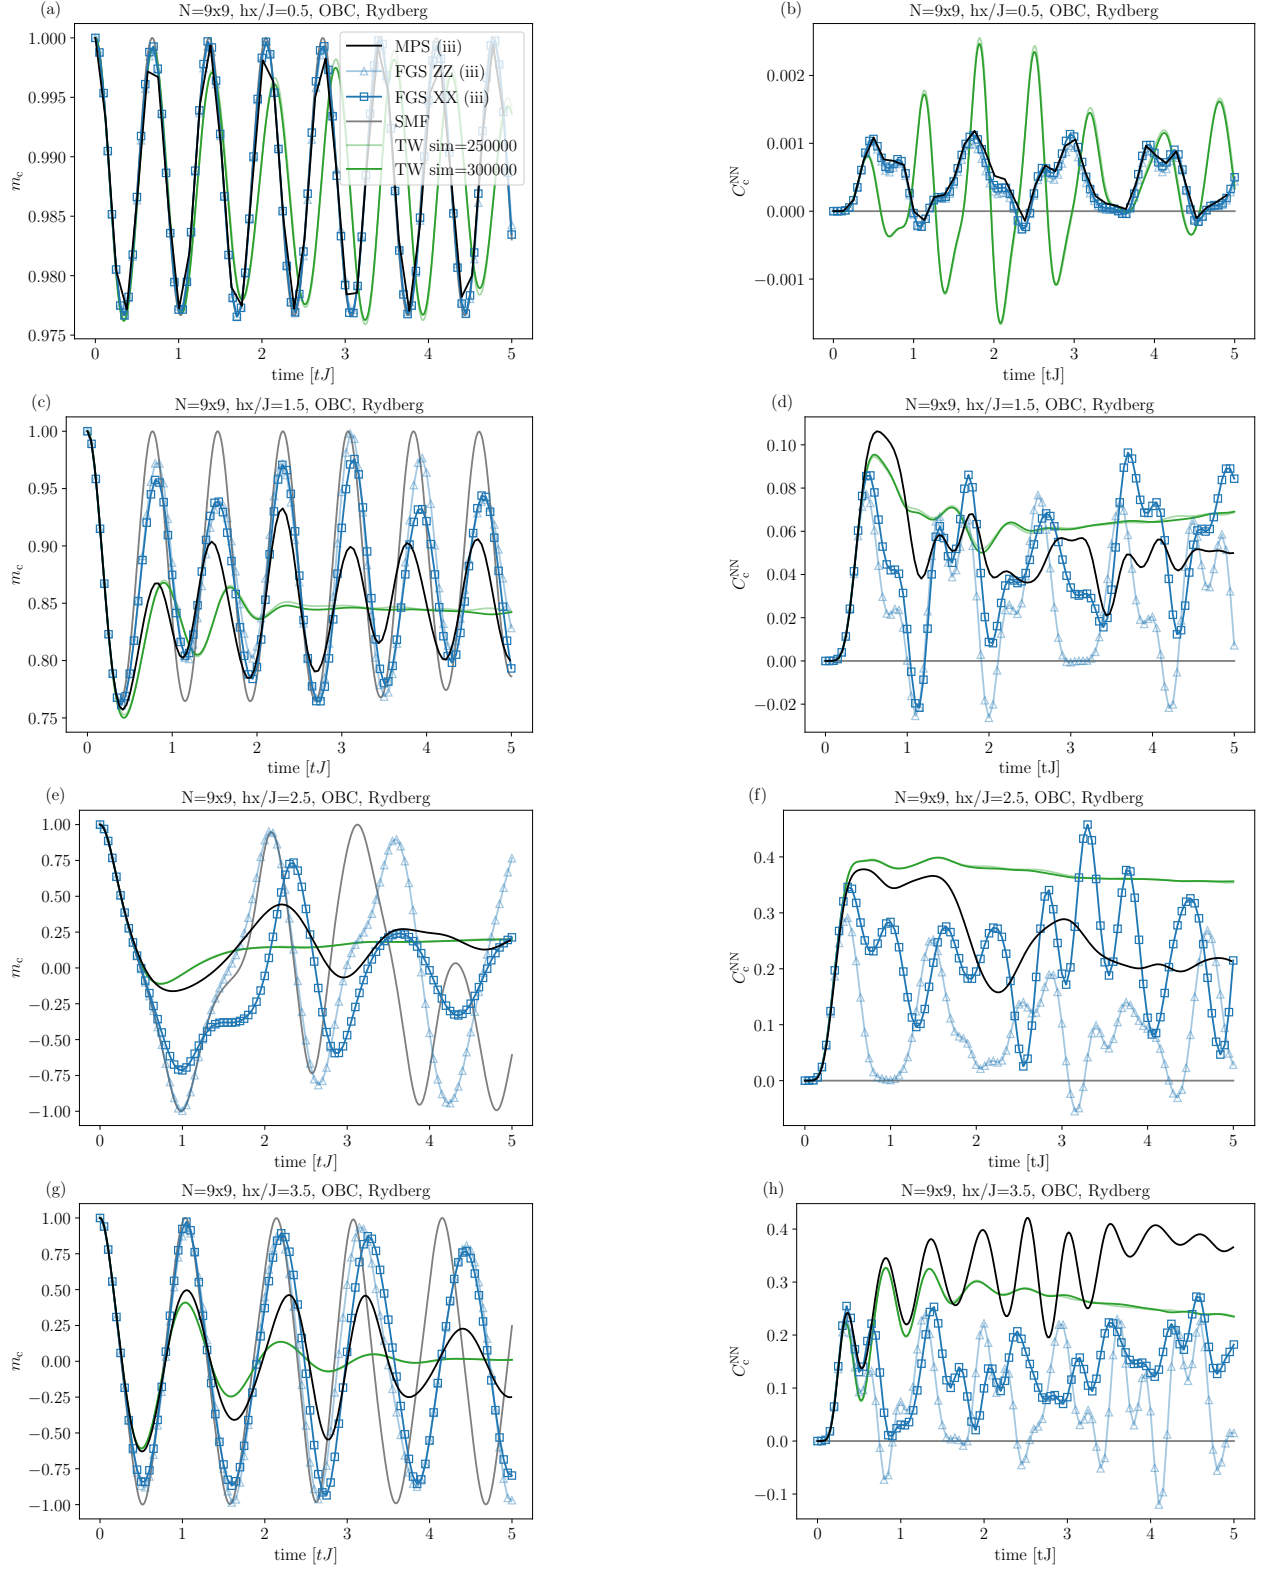 (a)
N=9x9, hx/J=0.5, OBC, Rydberg
1.000
0.995
0.990
0.985
0.980
0.975
m_c
0 1 2 3 4 5
time [tJ]
MPS (iii)
FGS ZZ (iii)
FGS XX (iii)
SMF
TW sim=250000
TW sim=300000
(b)
N=9x9, hx/J=0.5, OBC, Rydberg
0.002
0.001
0.000
−0.001
C_c^NN
0 1 2 3 4 5
time [tJ]
(c)
N=9x9, hx/J=1.5, OBC, Rydberg
1.00
0.95
0.90
0.85
0.80
0.75
m_c
0 1 2 3 4 5
time [tJ]
(d)
N=9x9, hx/J=1.5, OBC, Rydberg
0.10
0.08
0.06
0.04
0.02
0.00
−0.02
C_c^NN
0 1 2 3 4 5
time [tJ]
(e)
N=9x9, hx/J=2.5, OBC, Rydberg
1.00
0.75
0.50
0.25
0.00
−0.25
−0.50
−0.75
−1.00
m_c
0 1 2 3 4 5
time [tJ]
(f)
N=9x9, hx/J=2.5, OBC, Rydberg
0.4
0.3
0.2
0.1
0.0
C_c^NN
0 1 2 3 4 5
time [tJ]
(g)
N=9x9, hx/J=3.5, OBC, Rydberg
1.00
0.75
0.50
0.25
0.00
−0.25
−0.50
−0.75
−1.00
m_c
0 1 2 3 4 5
time [tJ]
(h)
N=9x9, hx/J=3.5, OBC, Rydberg
0.4
0.3
0.2
0.1
0.0
−0.1
C_c^NN
0 1 2 3 4 5
time [tJ]